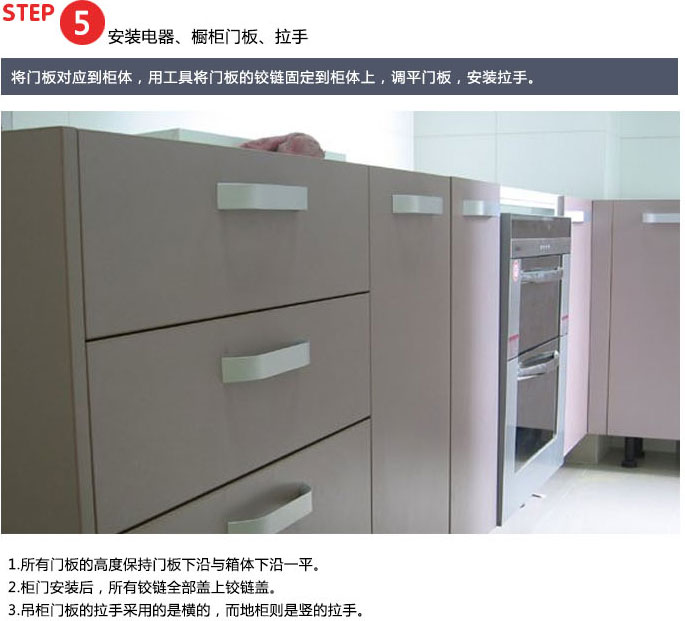 STEP 5 安装电器、橱柜门板、拉手
将门板对应到柜体，用工具将门板的铰链固定到柜体上，调平门板，安装拉手。
1.所有门板的高度保持门板下沿与箱体下沿一平。
2.柜门安装后，所有铰链全部盖上铰链盖。
3.吊柜门板的拉手采用的是横的，而地柜则是竖的拉手。